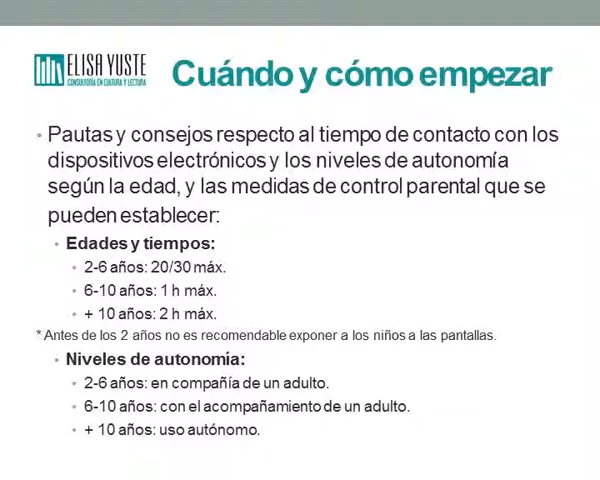 ELISA YUSTE
CONSULTORÍA EN CULTURA Y LECTURA
Cuándo y cómo empezar
• Pautas y consejos respecto al tiempo de contacto con los
dispositivos electrónicos y los niveles de autonomía
según la edad, y las medidas de control parental que se
pueden establecer:
• Edades y tiempos:
• 2-6 años: 20/30 máx.
• 6-10 años: 1 h máx.
• + 10 años: 2 h máx.
* Antes de los 2 años no es recomendable exponer a los niños a las pantallas.
• Niveles de autonomía:
• 2-6 años: en compañía de un adulto.
• 6-10 años: con el acompañamiento de un adulto.
• + 10 años: uso autónomo.